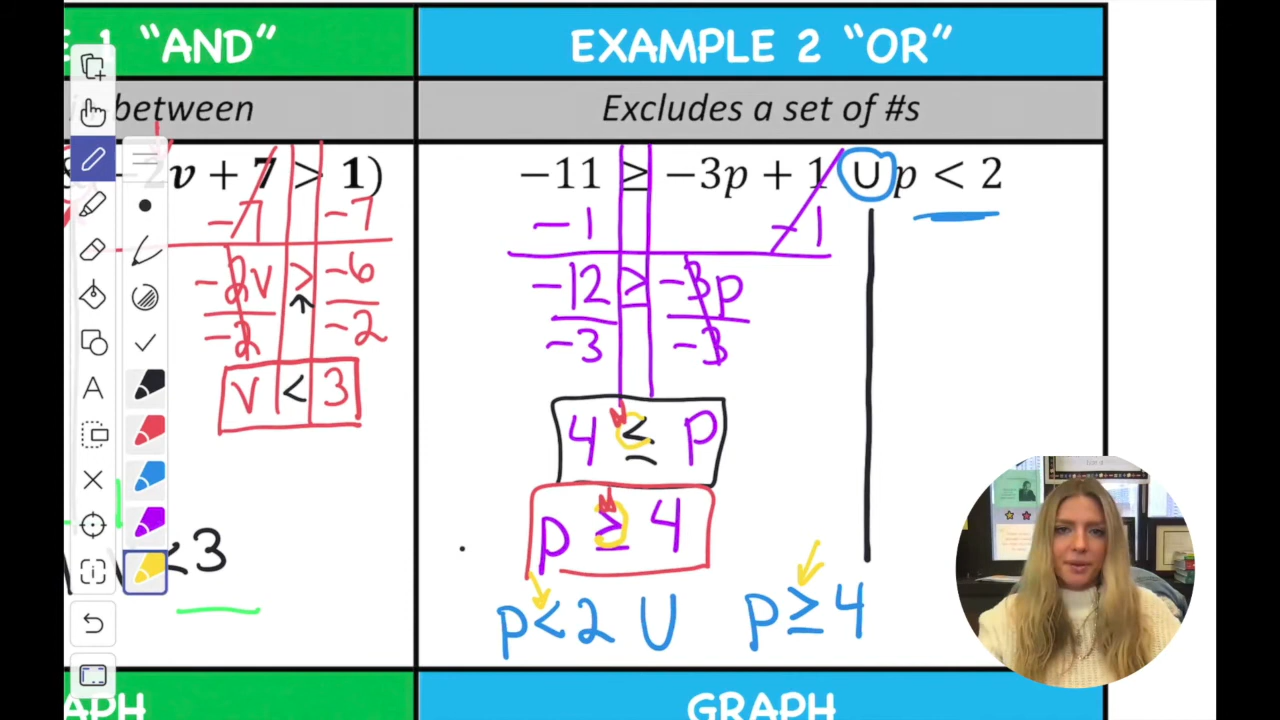 1 "AND"
EXAMPLE 2 "OR"
between
Excludes a set of #s
v + 7 > 1)
−11 ≥ −3p + 1 ∪ p < 2
−7 −7
−1 −1
−2v > −6
−2 −2
−12 ≥ −3p
−3 −3
v < 3
4 ≤ p
p ≥ 4
<3
p<2 U p≥4
GRAPH
A